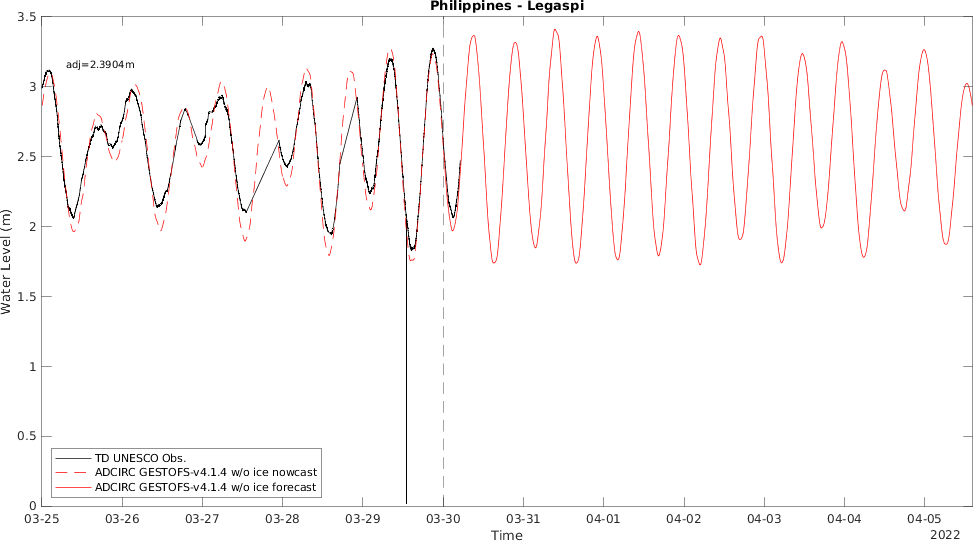 Philippines - Legaspi
adj=2.3904m
3.5
3
2.5
2
1.5
1
0.5
0
Water Level (m)
TD UNESCO Obs.
ADCIRC GESTOFS-v4.1.4 w/o ice nowcast
ADCIRC GESTOFS-v4.1.4 w/o ice forecast
03-25 03-26 03-27 03-28 03-29 03-30 03-31 04-01 04-02 04-03 04-04 04-05
Time
2022